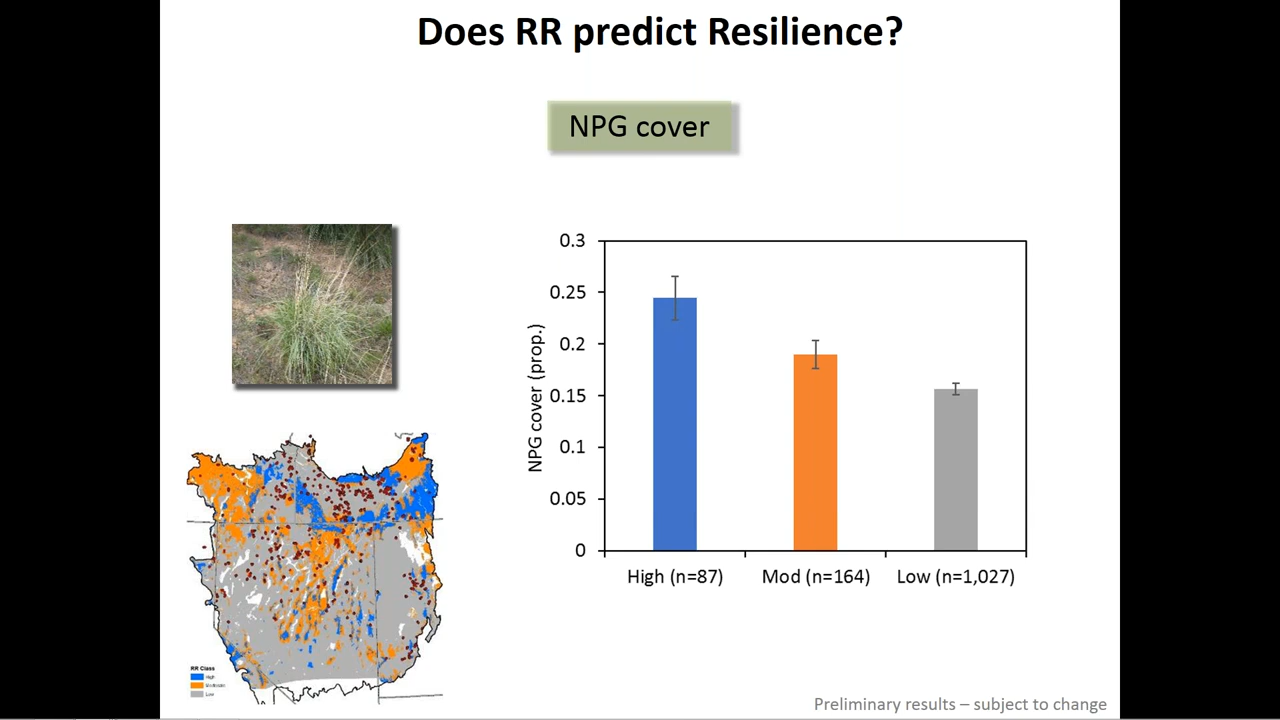 Does RR predict Resilience?
NPG cover
0.3
0.25
0.2
0.15
0.1
0.05
0
NPG cover (prop.)
High (n=87)
Mod (n=164)
Low (n=1,027)
RR Class
High
Moderate
Low
Preliminary results – subject to change